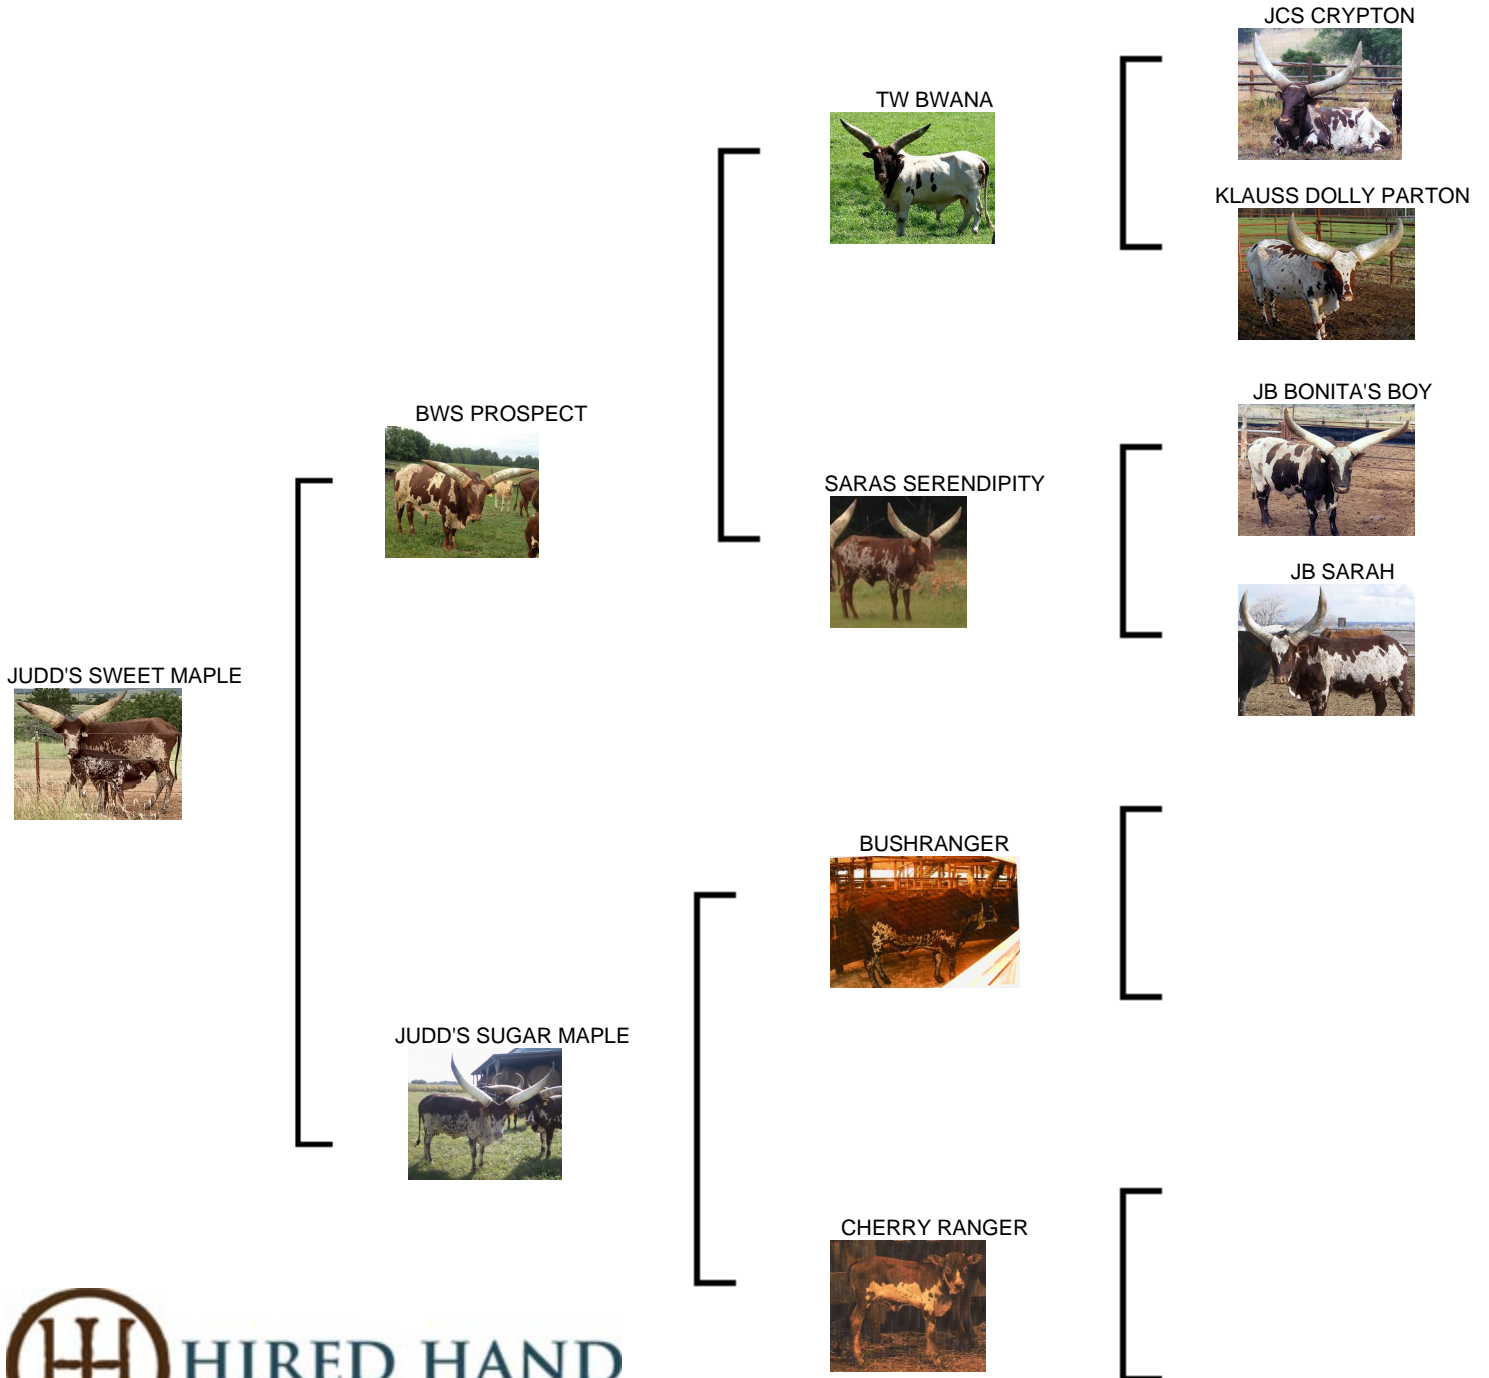 JCS CRYPTON
TW BWANA
KLAUSS DOLLY PARTON
JB BONITA'S BOY
BWS PROSPECT
SARAS SERENDIPITY
JB SARAH
JUDD'S SWEET MAPLE
BUSHRANGER
JUDD'S SUGAR MAPLE
CHERRY RANGER
HIRED HAND